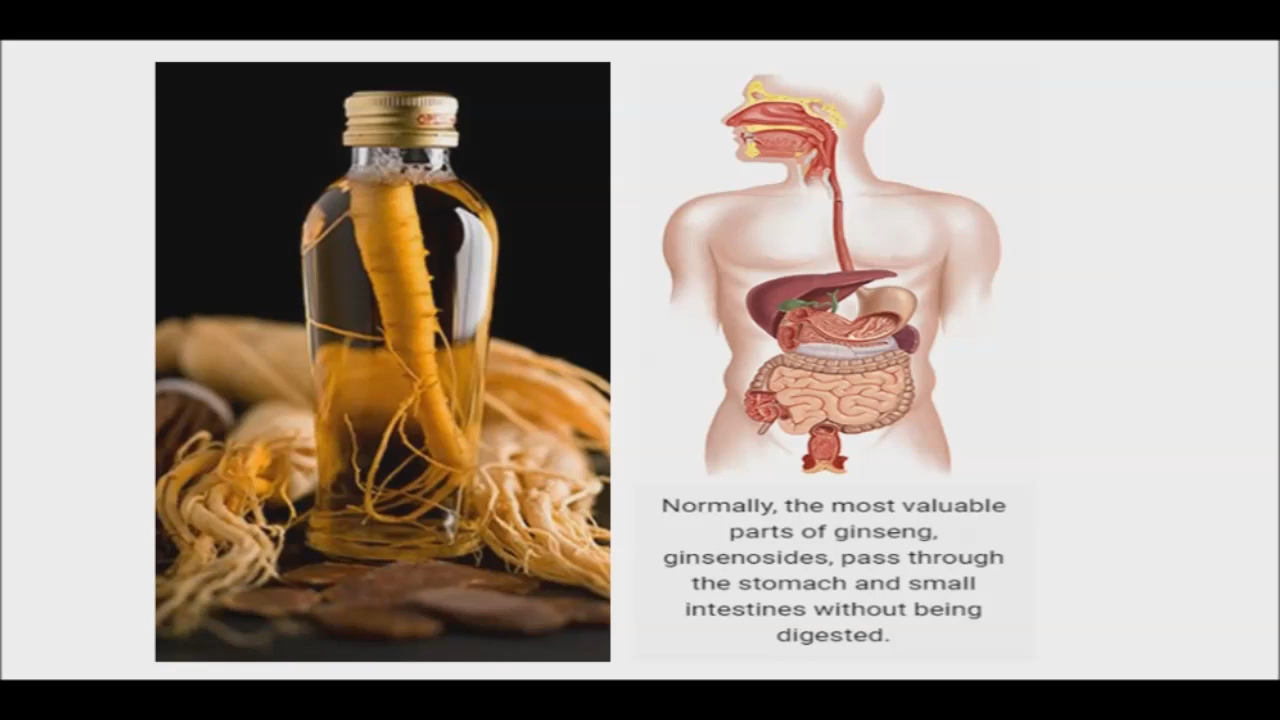 Normally, the most valuable
parts of ginseng,
ginsenosides, pass through
the stomach and small
intestines without being
digested.